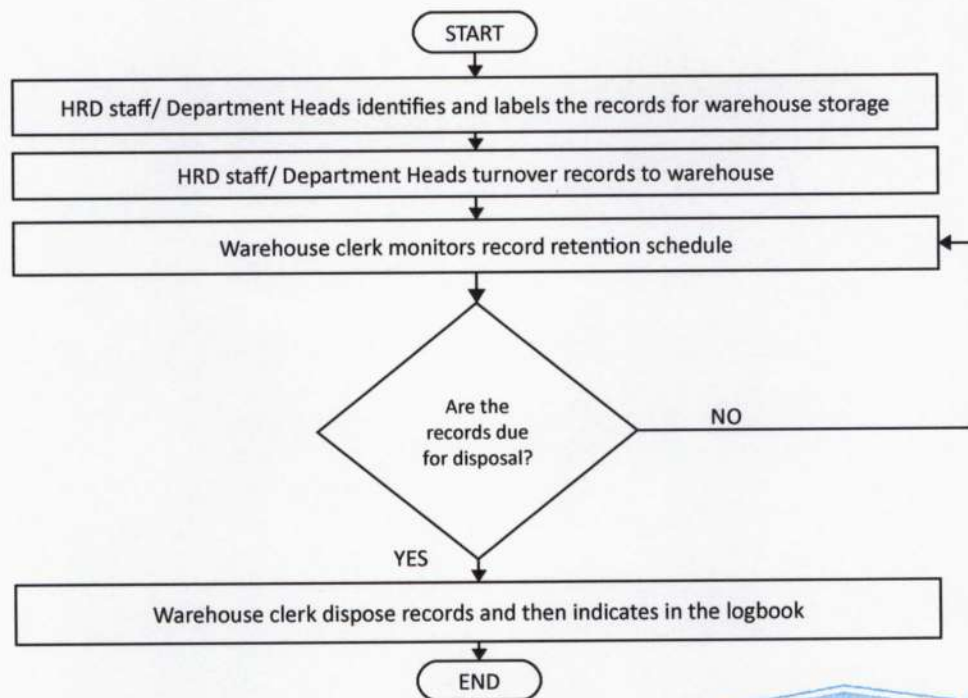 START
HRD staff/ Department Heads identifies and labels the records for warehouse storage
HRD staff/ Department Heads turnover records to warehouse
Warehouse clerk monitors record retention schedule
Are the
records due
for disposal?
NO
YES
Warehouse clerk dispose records and then indicates in the logbook
END